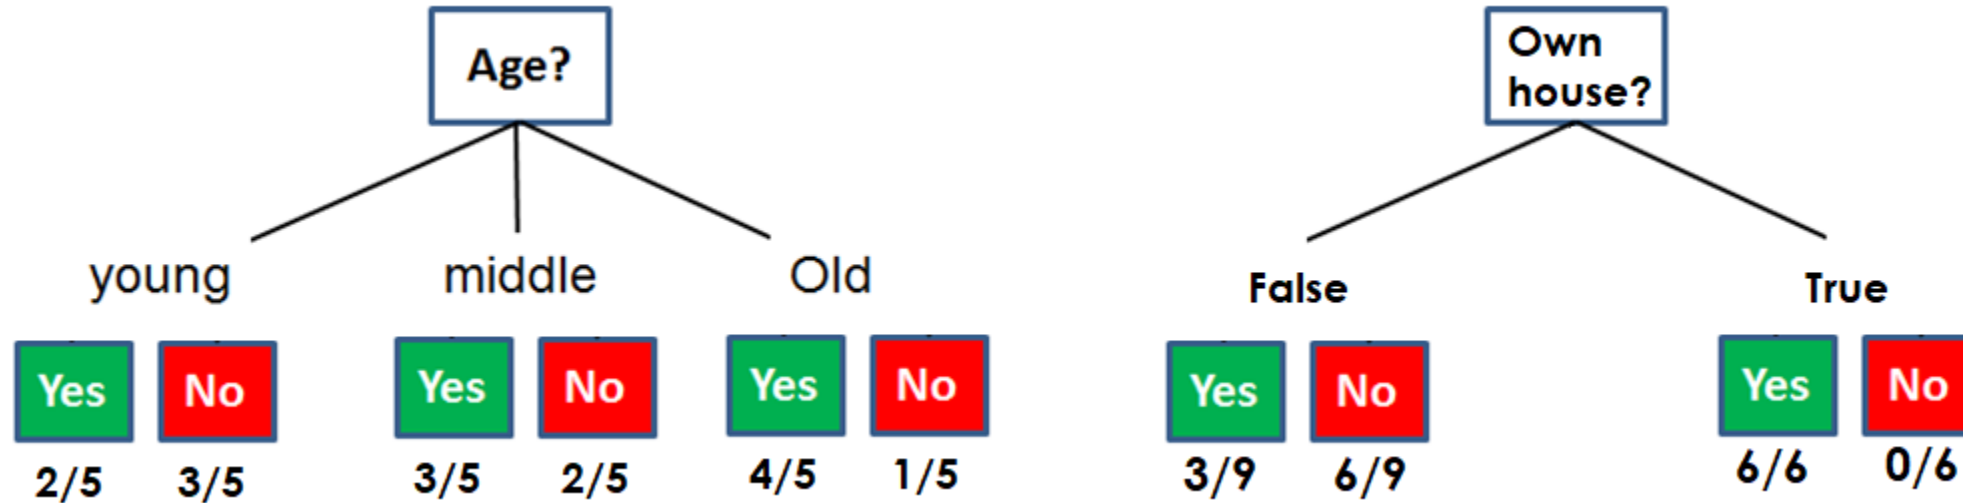 Age?
young
middle
Old
Yes
No
Yes
No
Yes
No
2/5
3/5
3/5
2/5
4/5
1/5
Own
house?
False
True
Yes
No
Yes
No
3/9
6/9
6/6
0/6